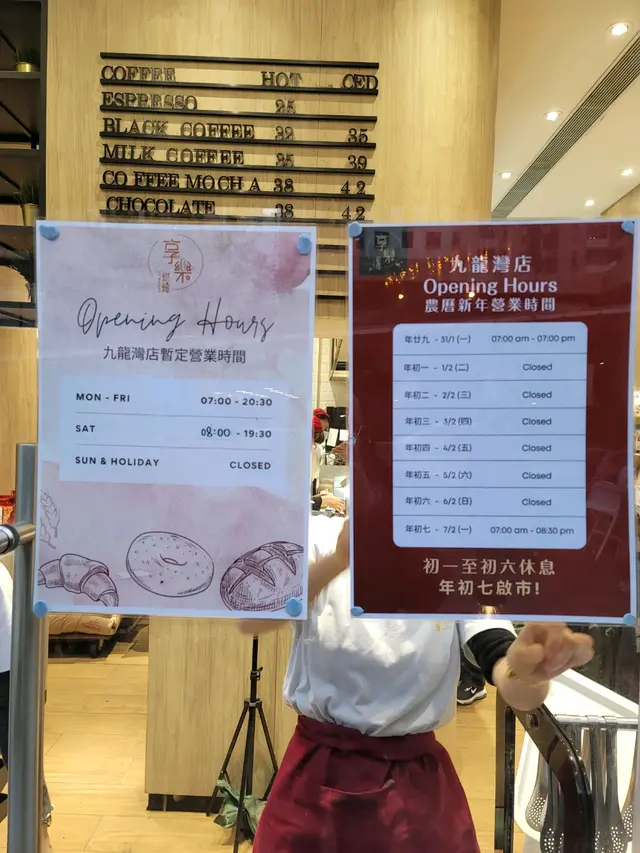 COFFEE HOT CED
ESPRESSO 25
BLACK COFFEE 32 35
MILK COFFEE 35 39
CO FFEE MOCH A 38 42
CHOCOLATE 38 42
享樂
Opening Hours
九龍灣店暫定營業時間
MON - FRI 07:00 - 20:30
SAT 08:00 - 19:30
SUN & HOLIDAY CLOSED
九龍灣店
Opening Hours
農曆新年營業時間
年廿九 - 31/1 (一) 07:00 am - 07:00 pm
年初一 - 1/2 (二) Closed
年初二 - 2/2 (三) Closed
年初三 - 3/2 (四) Closed
年初四 - 4/2 (五) Closed
年初五 - 5/2 (六) Closed
年初六 - 6/2 (日) Closed
年初七 - 7/2 (一) 07:00 am - 08:30 pm
初一至初六休息
年初七啟市!